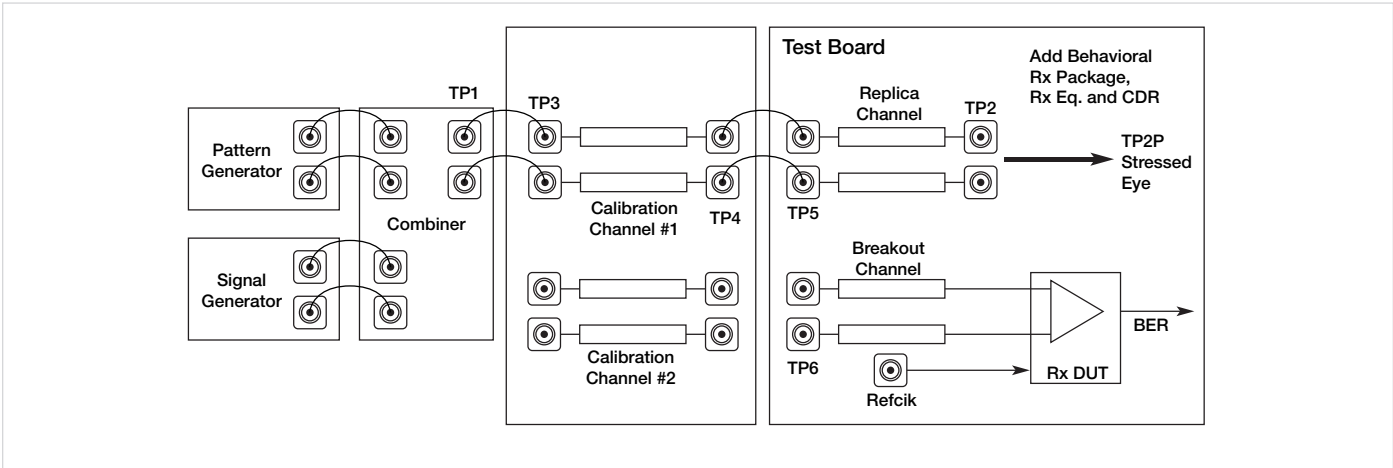 Test Board
Add Behavioral
Rx Package,
Rx Eq. and CDR
TP1
TP3
Replica
Channel
TP2
Pattern
Generator
TP2P
Stressed
Eye
Calibration
Channel #1
TP4
TP5
Combiner
Signal
Generator
Breakout
Channel
BER
Calibration
Channel #2
TP6
Rx DUT
Refcik